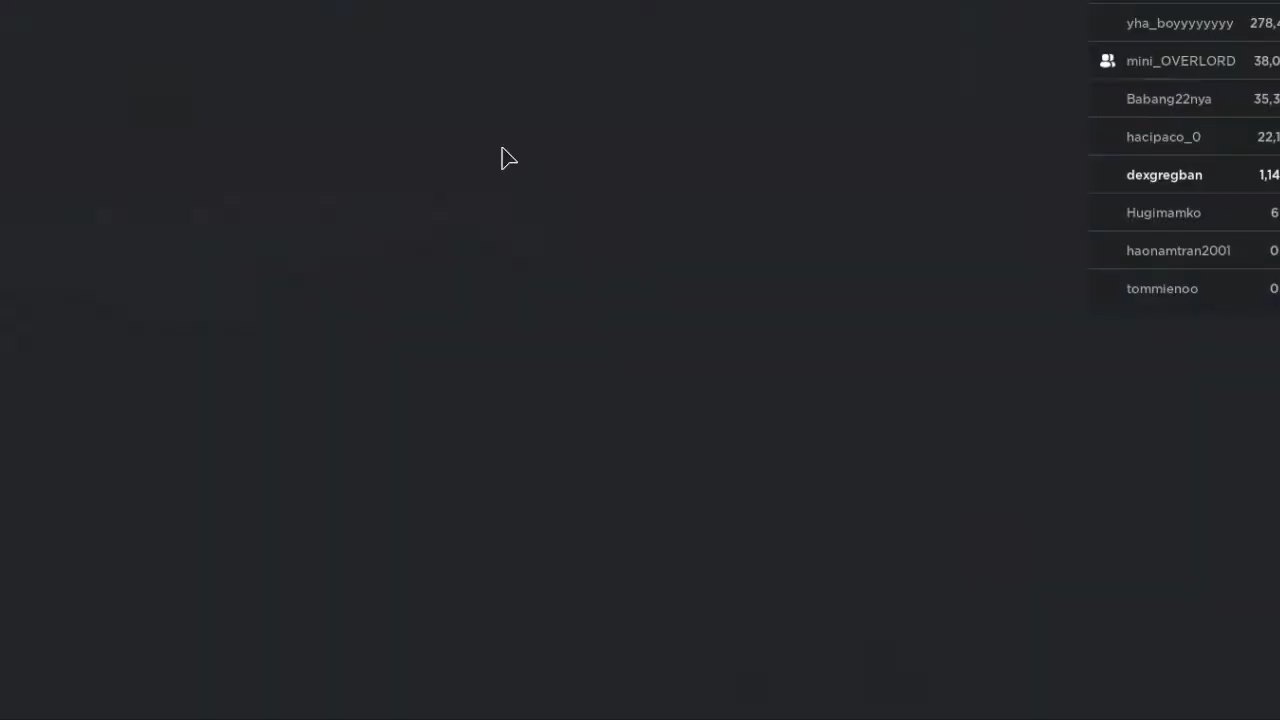 yha_boyyyyyyyy 278,
mini_OVERLORD 38,0
Babang22nya 35,3
hacipaco_0 22,1
dexgregban 1,14
Hugimamko 6
haonamtran2001 0
tommienoo 0